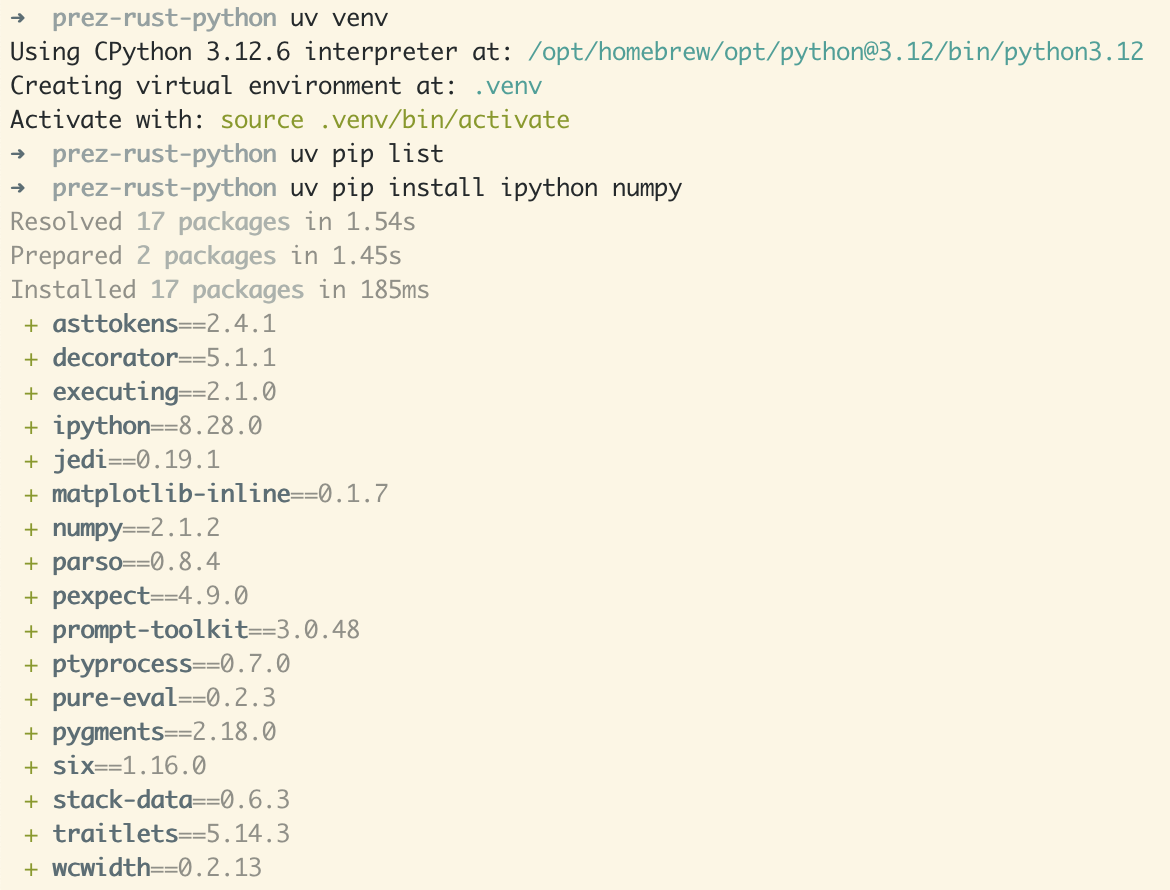 ➜  prez-rust-python uv venv
Using CPython 3.12.6 interpreter at: /opt/homebrew/opt/python@3.12/bin/python3.12
Creating virtual environment at: .venv
Activate with: source .venv/bin/activate
➜  prez-rust-python uv pip list
➜  prez-rust-python uv pip install ipython numpy
Resolved 17 packages in 1.54s
Prepared 2 packages in 1.45s
Installed 17 packages in 185ms
 + asttokens==2.4.1
 + decorator==5.1.1
 + executing==2.1.0
 + ipython==8.28.0
 + jedi==0.19.1
 + matplotlib-inline==0.1.7
 + numpy==2.1.2
 + parso==0.8.4
 + pexpect==4.9.0
 + prompt-toolkit==3.0.48
 + ptyprocess==0.7.0
 + pure-eval==0.2.3
 + pygments==2.18.0
 + six==1.16.0
 + stack-data==0.6.3
 + traitlets==5.14.3
 + wcwidth==0.2.13